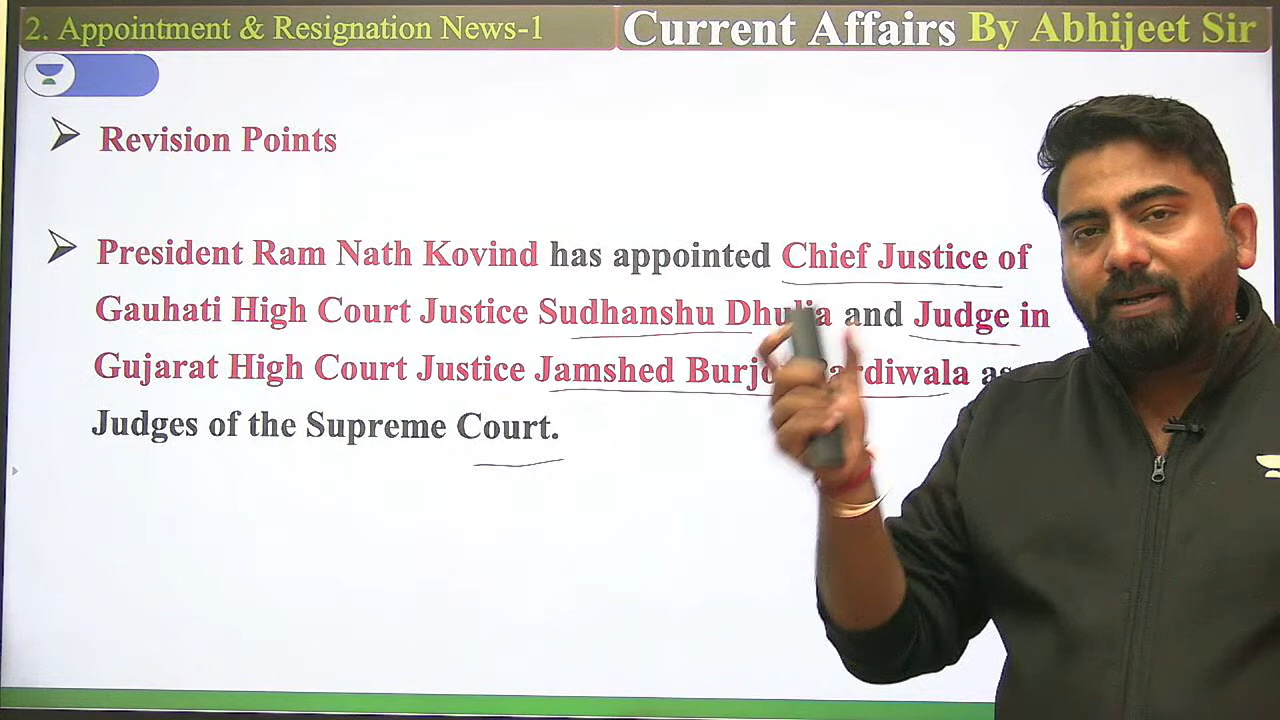 2. Appointment & Resignation News-1
Current Affairs By Abhijeet Sir
Revision Points
President Ram Nath Kovind has appointed Chief Justice of
Gauhati High Court Justice Sudhanshu and Judge in
Gujarat High Court Justice Jamshed as
Judges of the Supreme Court.